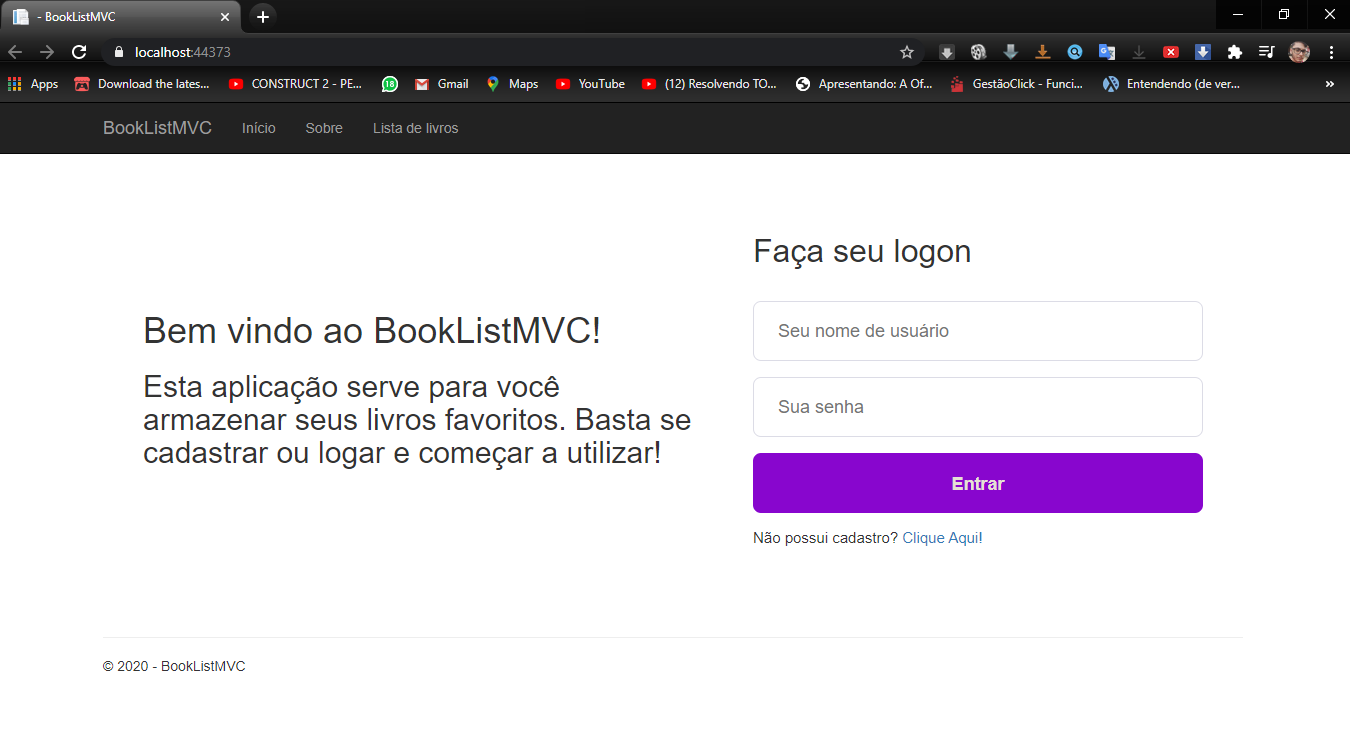 - BookListMVC
localhost:44373
Apps Download the lates... CONSTRUCT 2 - PE... 18 Gmail Maps YouTube (12) Resolvendo TO... Apresentando: A Of... GestãoClick - Funci... Entendendo (de ver... »
BookListMVC Início Sobre Lista de livros
Faça seu logon
Seu nome de usuário
Sua senha
Entrar
Não possui cadastro? Clique Aqui!
Bem vindo ao BookListMVC!
Esta aplicação serve para você
armazenar seus livros favoritos. Basta se
cadastrar ou logar e começar a utilizar!
© 2020 - BookListMVC